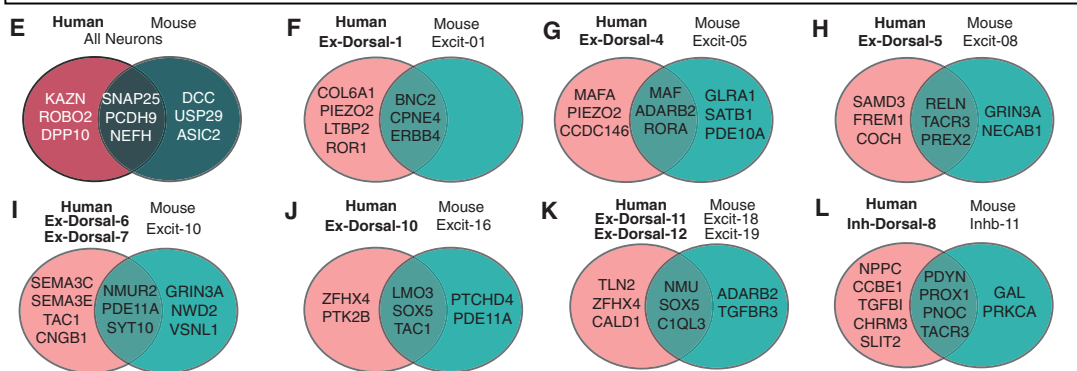 E
Human Mouse
All Neurons
KAZN
ROBO2
DPP10
SNAP25
PCDH9
NEFH
DCC
USP29
ASIC2
F
Human Mouse
Ex-Dorsal-1 Excit-01
COL6A1
PIEZO2
LTBP2
ROR1
BNC2
CPNE4
ERBB4
G
Human Mouse
Ex-Dorsal-4 Excit-05
MAFA
PIEZO2
CCDC146
MAF
ADARB2
RORA
GLRA1
SATB1
PDE10A
H
Human Mouse
Ex-Dorsal-5 Excit-08
SAMD3
FREM1
COCH
RELN
TACR3
PREX2
GRIN3A
NECAB1
I
Human Mouse
Ex-Dorsal-6 Excit-10
Ex-Dorsal-7
SEMA3C
SEMA3E
TAC1
CNGB1
NMUR2
PDE11A
SYT10
GRIN3A
NWD2
VSNL1
J
Human Mouse
Ex-Dorsal-10 Excit-16
ZFHX4
PTK2B
LMO3
SOX5
TAC1
PTCHD4
PDE11A
K
Human Mouse
Ex-Dorsal-11 Excit-18
Ex-Dorsal-12 Excit-19
TLN2
ZFHX4
CALD1
NMU
SOX5
C1QL3
ADARB2
TGFBR3
L
Human Mouse
Inh-Dorsal-8 Inhb-11
NPPC
CCBE1
TGFBI
CHRM3
SLIT2
PDYN
PROX1
PNOC
TACR3
GAL
PRKCA